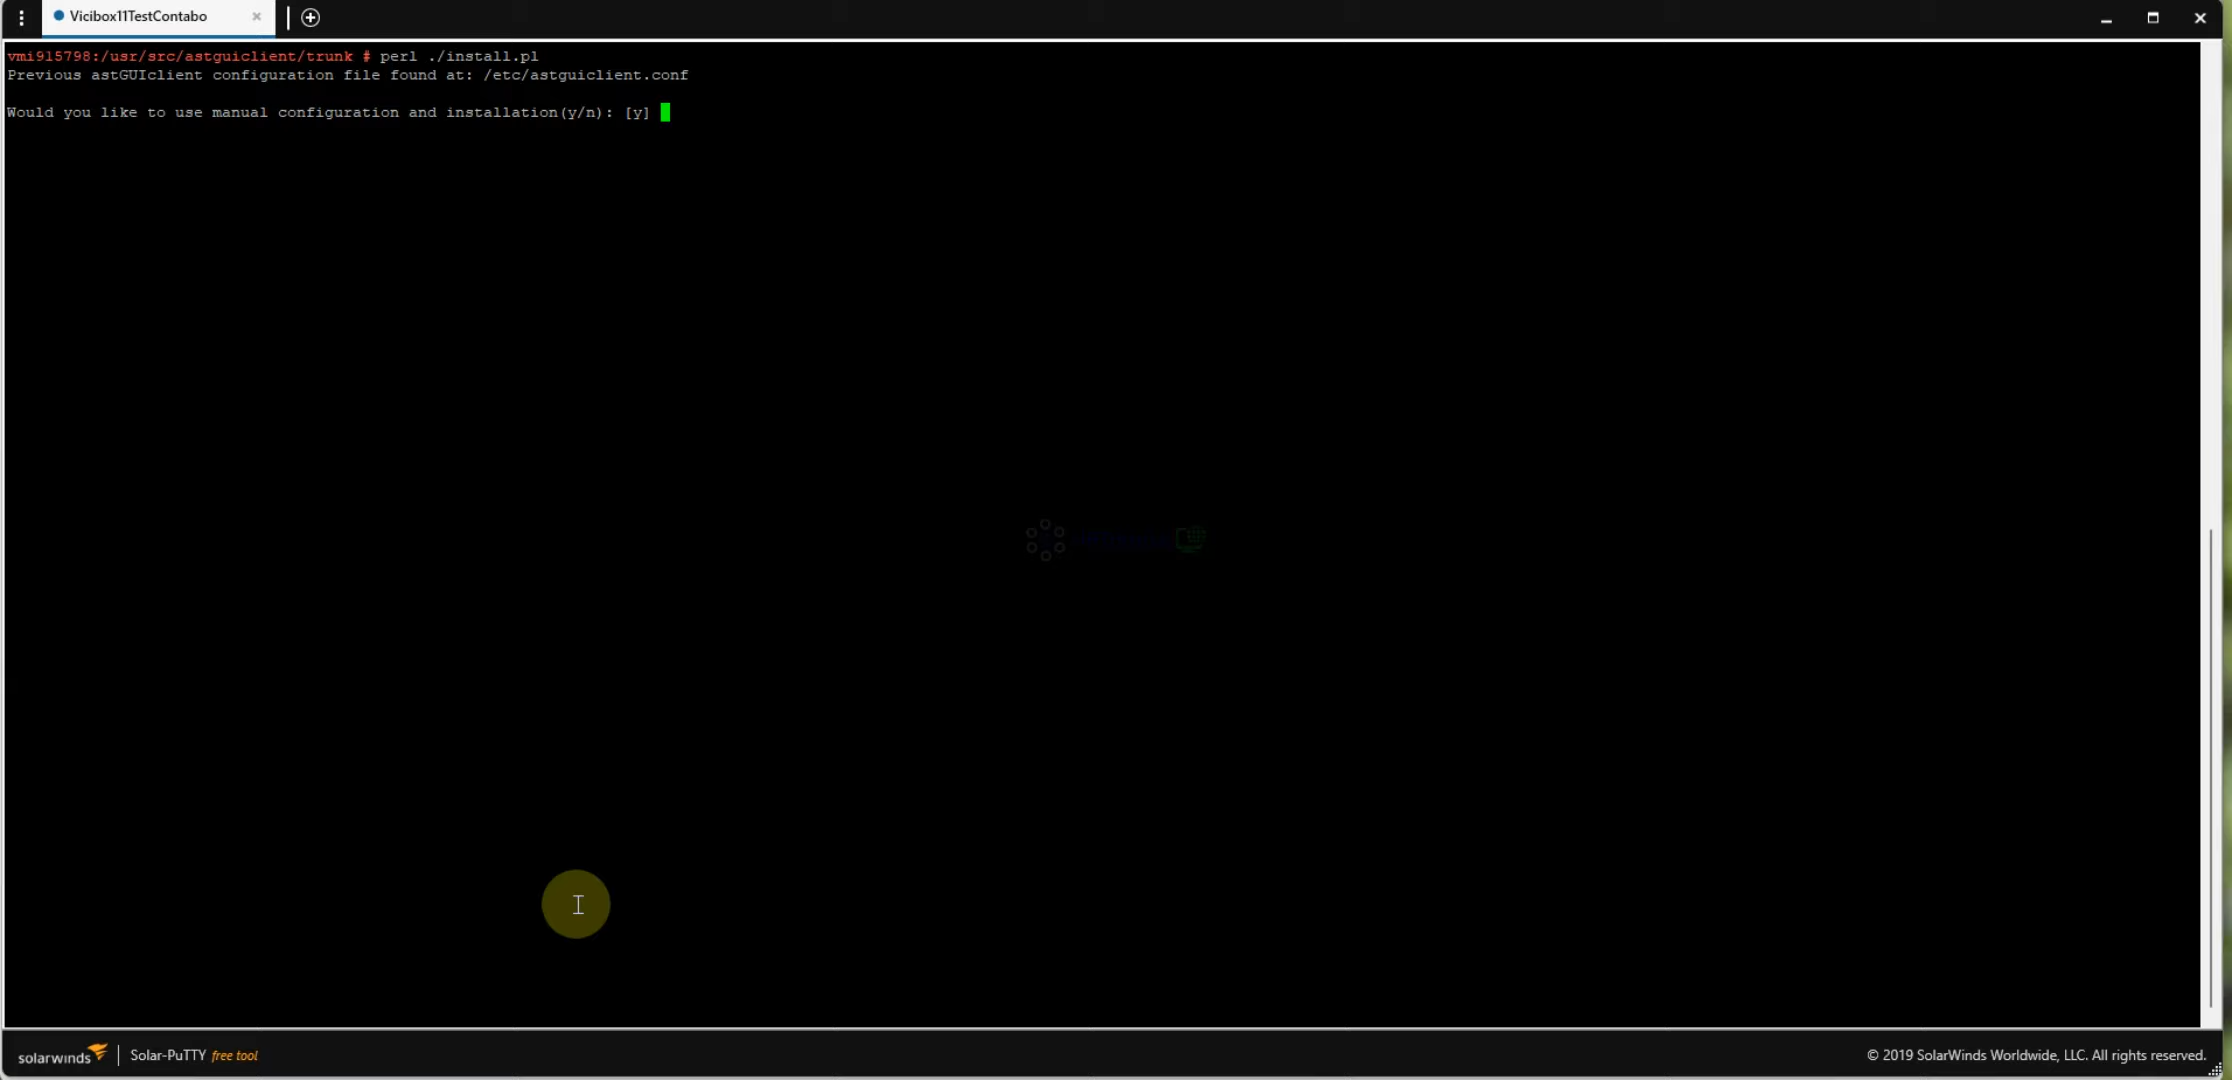 Vicibox11TestContabo
vmi915798:/usr/src/astguiclient/trunk # perl ./install.pl
Previous astGUIclient configuration file found at: /etc/astguiclient.conf
Would you like to use manual configuration and installation(y/n): [y]
solarwinds
Solar-PuTTY free tool
© 2019 SolarWinds Worldwide, LLC. All rights reserved.